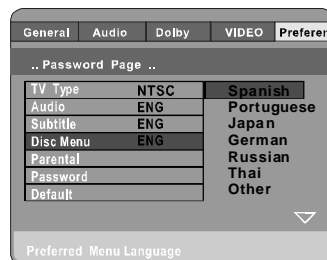 General Audio Dolby VIDEO Preferen
.. Password Page ..
TV Type NTSC
Audio ENG
Subtitle ENG
Disc Menu ENG
Parental
Password
Default
Spanish
Portuguese
Japan
German
Russian
Thai
Other
Preferred Menu Language